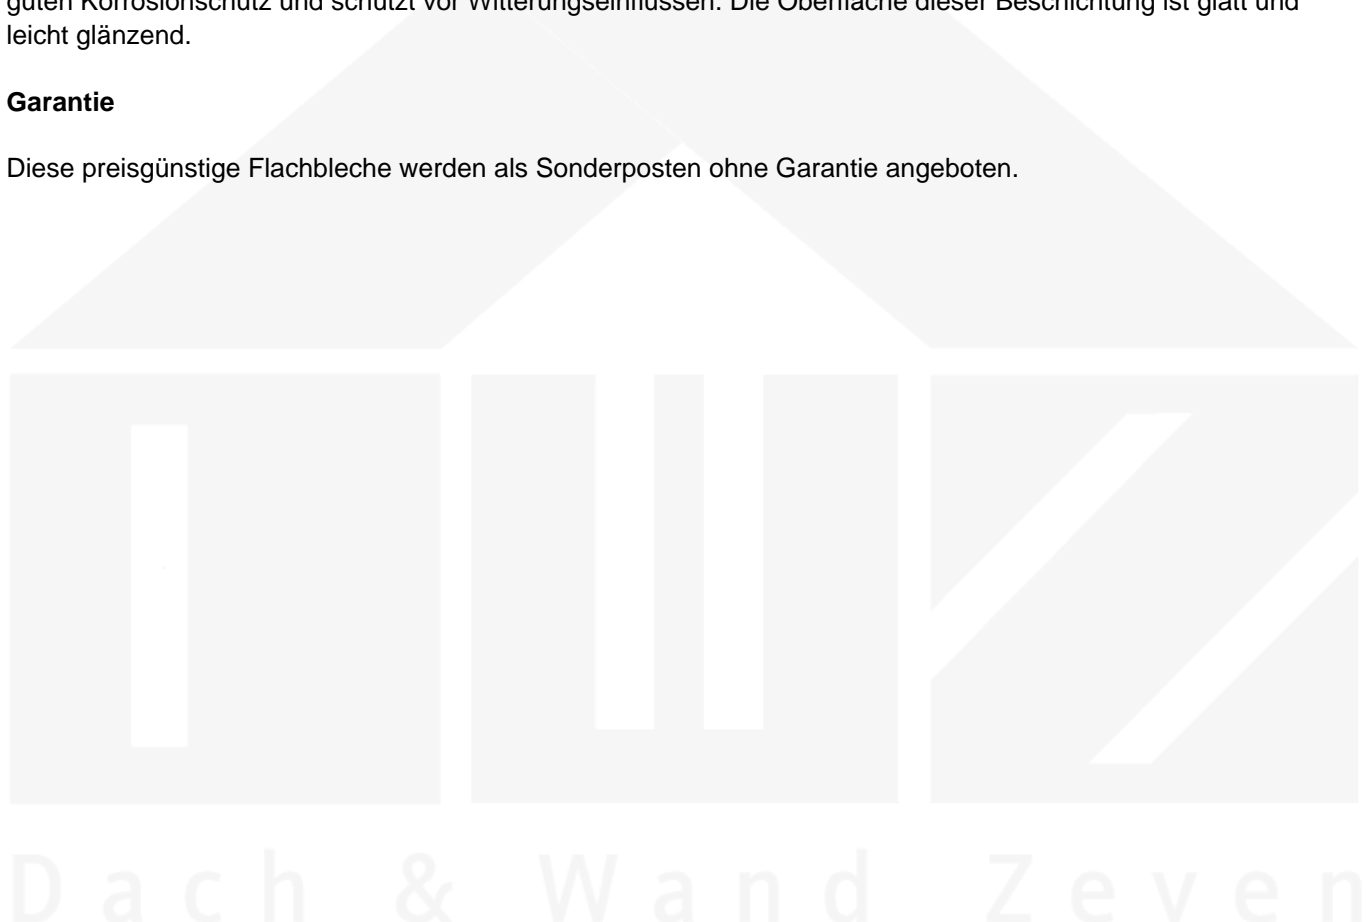 guten Korrosionschutz und schützt vor Witterungseinflüssen. Die Oberfläche dieser Beschichtung ist glatt und
leicht glänzend.
Garantie
Diese preisgünstige Flachbleche werden als Sonderposten ohne Garantie angeboten.
Dach & Wand Zeven